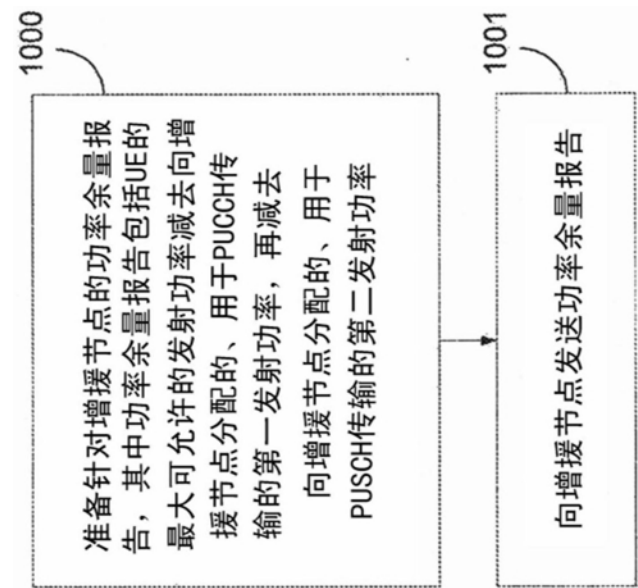 1000
准备针对增援节点的功率余量报
告，其中功率余量报告包括UE的
最大可允许的发射功率减去向增
援节点分配的、用于PUCCH传
输的第一发射功率，再减去
向增援节点分配的、用于
PUSCH传输的第二发射功率
1001
向增援节点发送功率余量报告